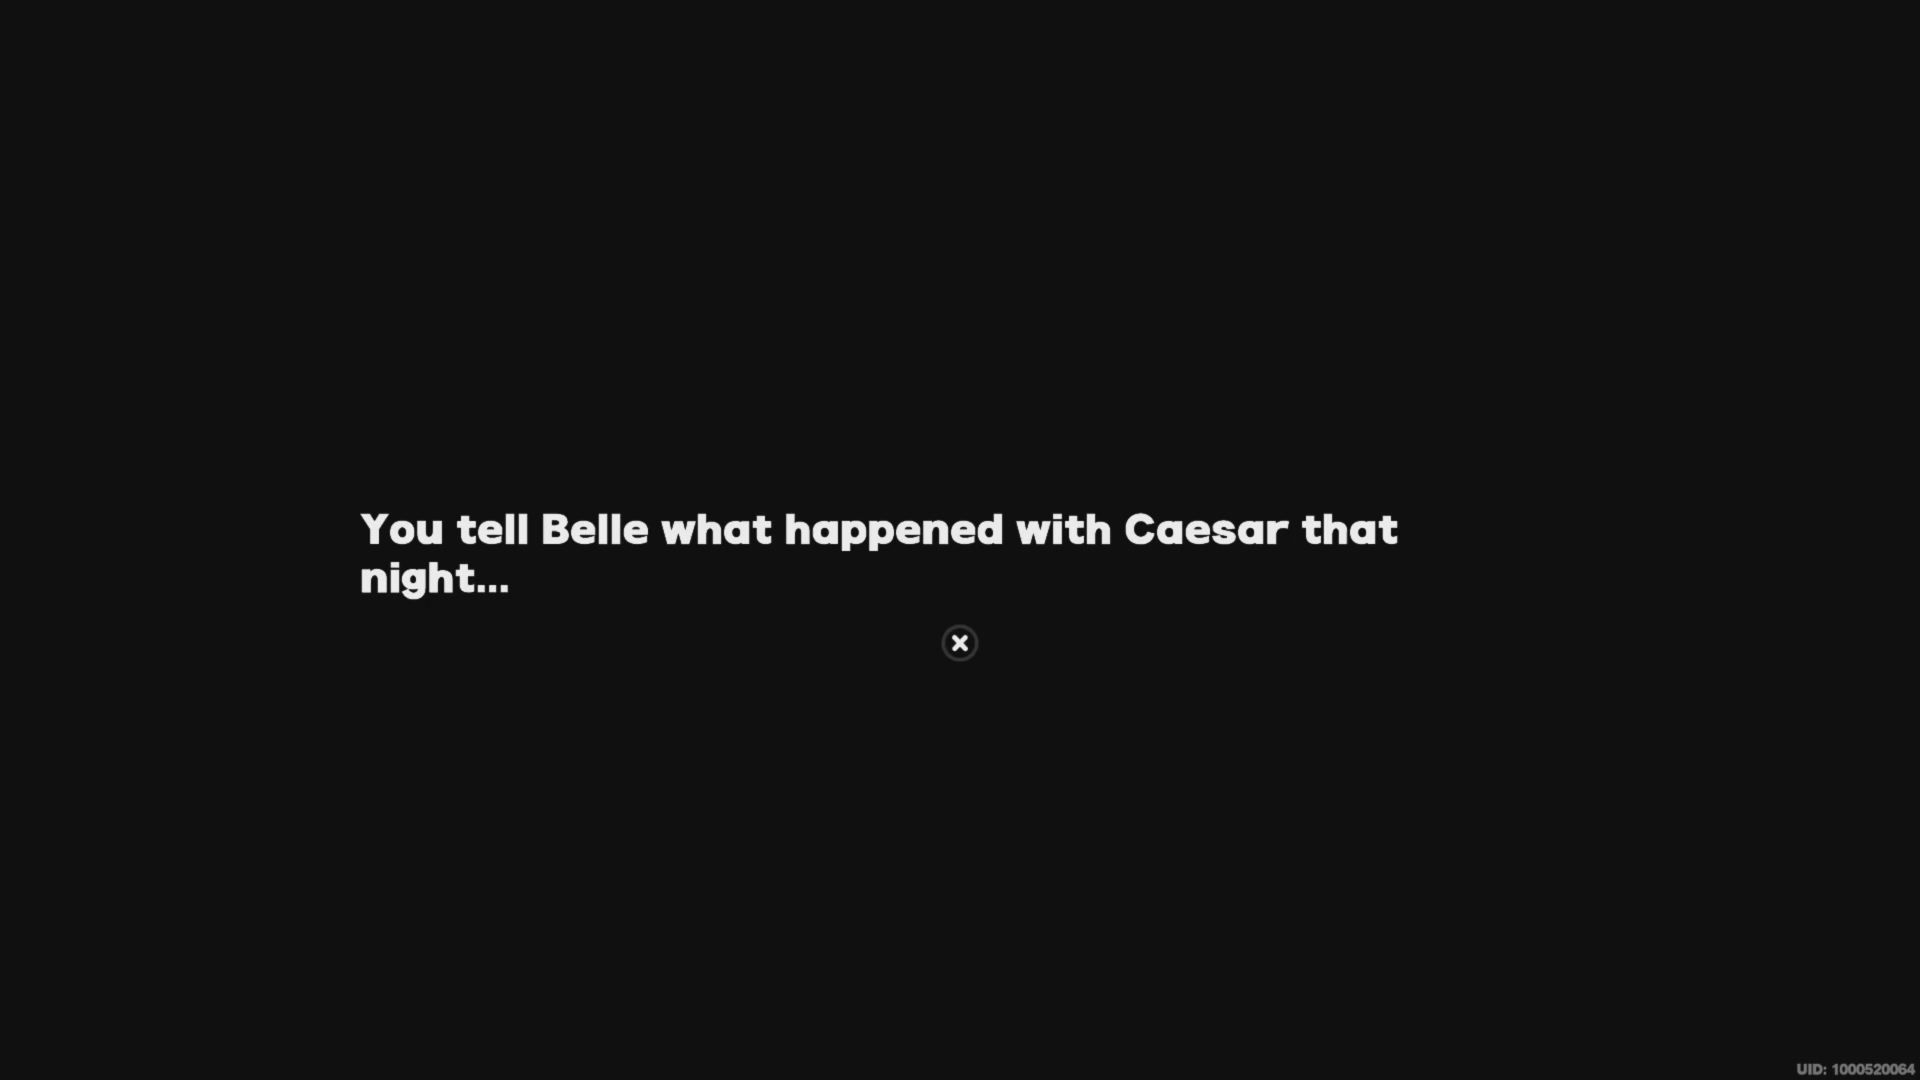 You tell Belle what happened with Caesar that
night...
UID: 1000520064